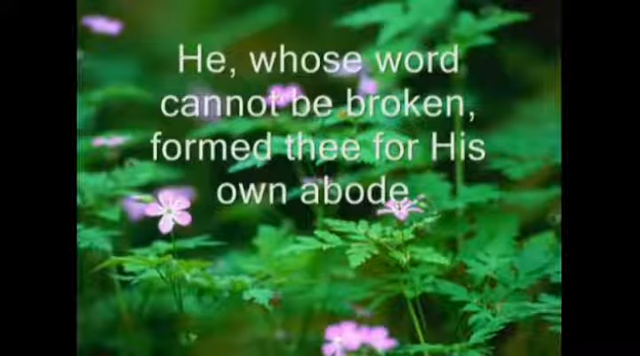 He, whose word
cannot be broken,
formed thee for His
own abode